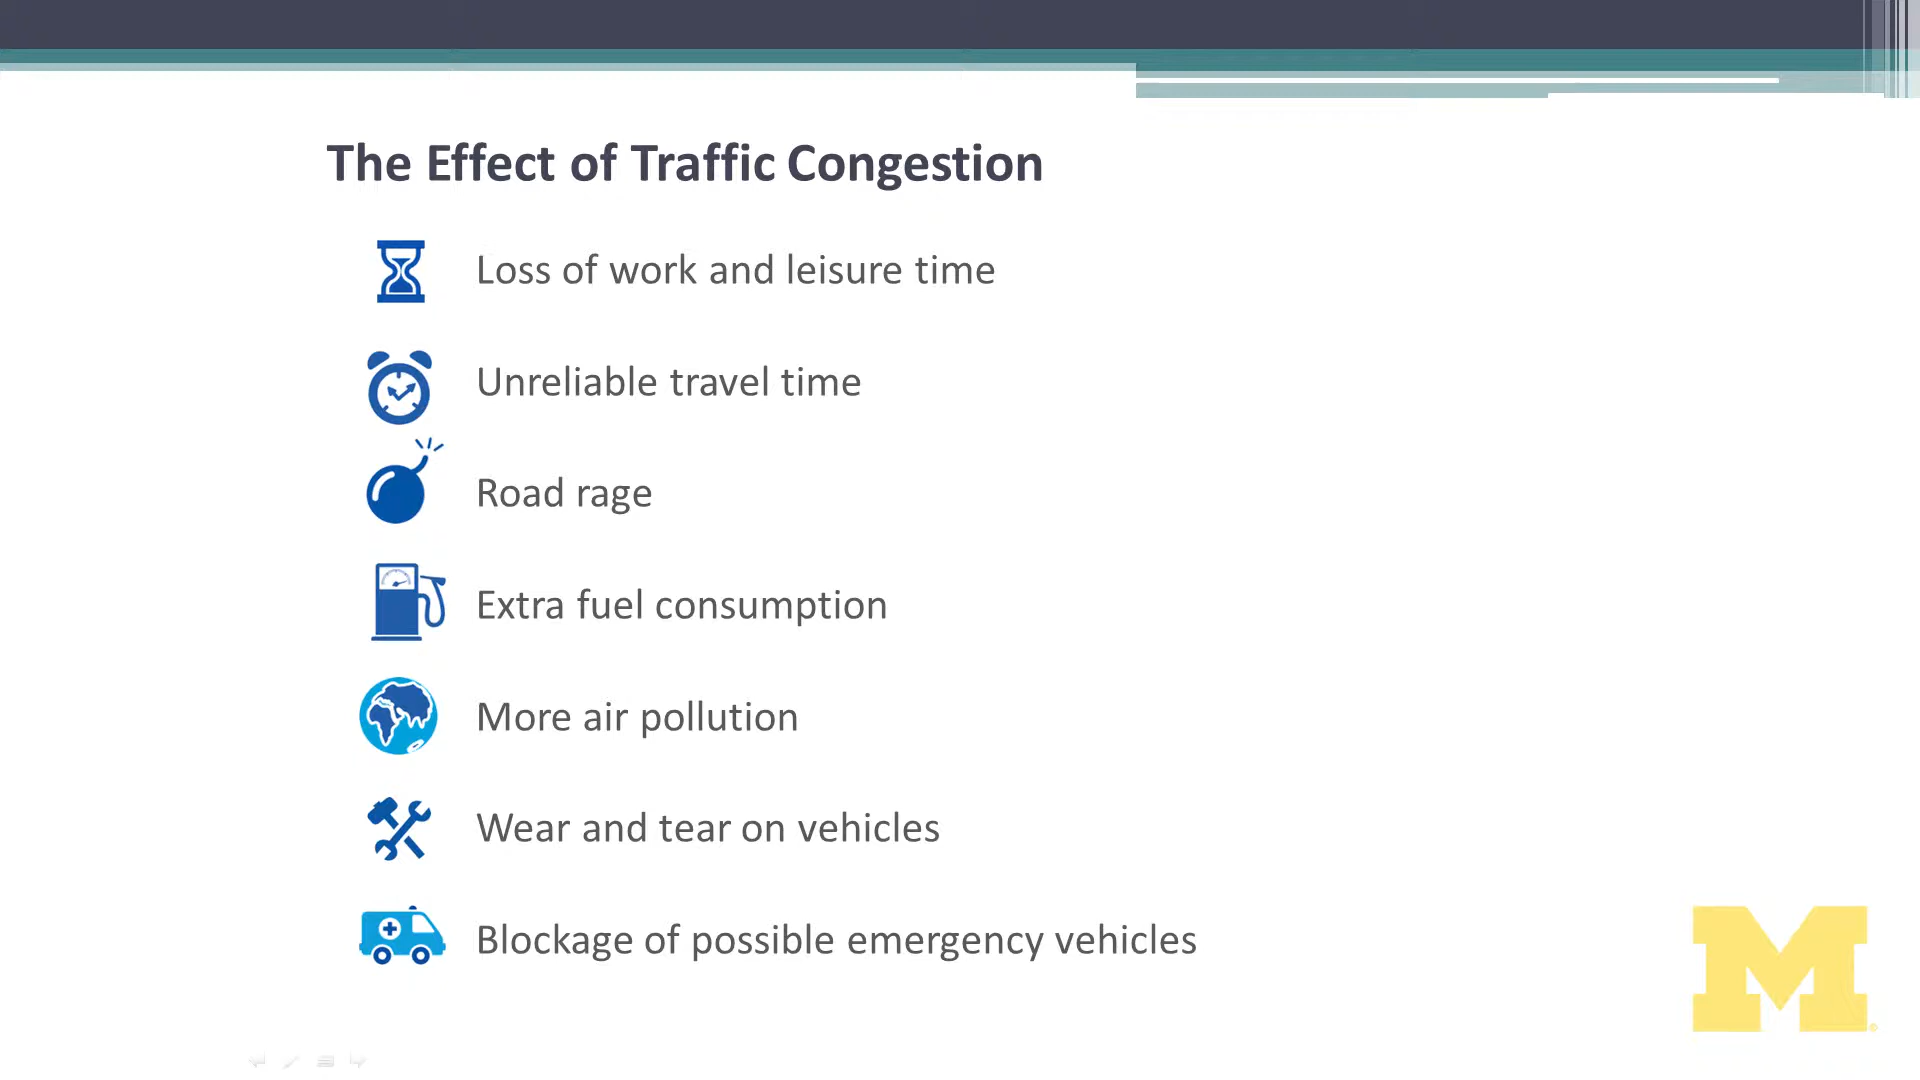 The Effect of Traffic Congestion
Loss of work and leisure time
Unreliable travel time
Road rage
Extra fuel consumption
More air pollution
Wear and tear on vehicles
Blockage of possible emergency vehicles
M